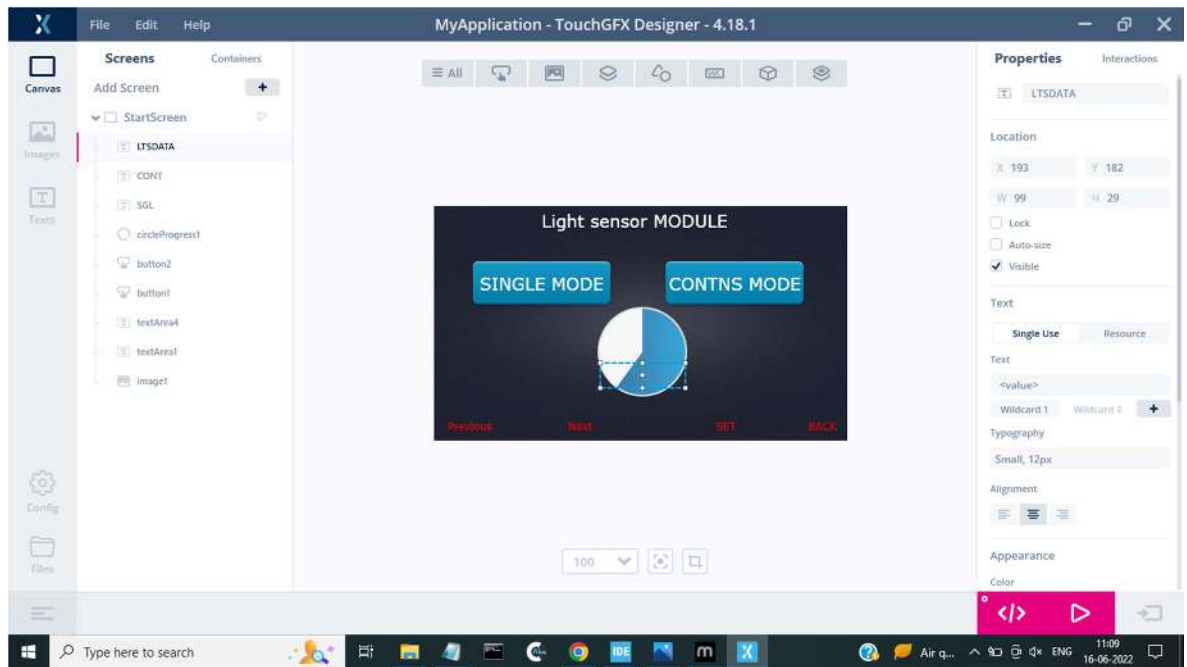 File Edit Help
MyApplication - TouchGFX Designer - 4.18.1
Canvas
Images
Texts
Config
Files
Screens Containers
Add Screen +
StartScreen
LTSDATA
CONT
SGL
circleProgress1
button2
button1
textArea4
textArea1
image1
All
Light sensor MODULE
SINGLE MODE CONTNS MODE
Previous Next SET BACK
100
Properties Interactions
LTSDATA
Location
X 193 Y 182
W 99 H 29
Lock
Auto-size
Visible
Text
Single Use Resource
Text
<value>
Wildcard 1 Wildcard 2 +
Typography
Small, 12px
Alignment
Appearance
Color
</>
Type here to search
IDE
Air q... ENG
11:09
16-06-2022